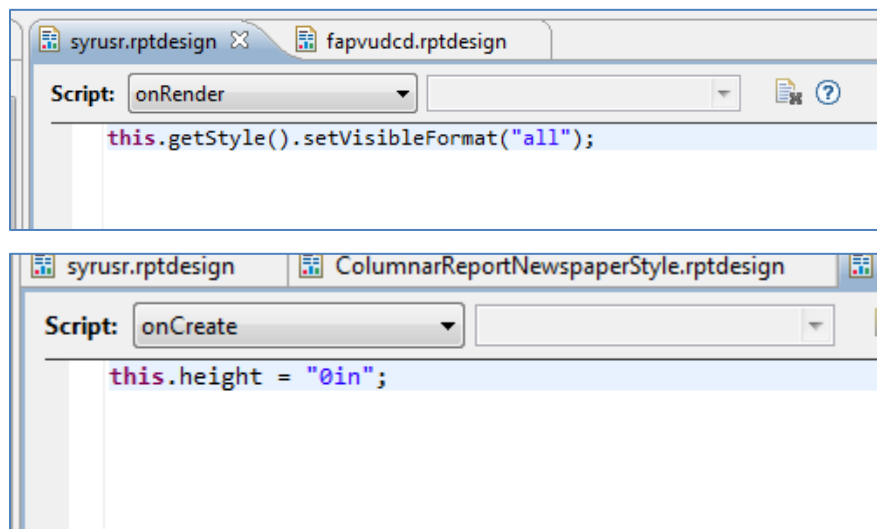 syrusr.rptdesign fapvudcd.rptdesign
Script: onRender
this.getStyle().setVisibleFormat("all");
syrusr.rptdesign ColumnarReportNewspaperStyle.rptdesign
Script: onCreate
this.height = "0in";